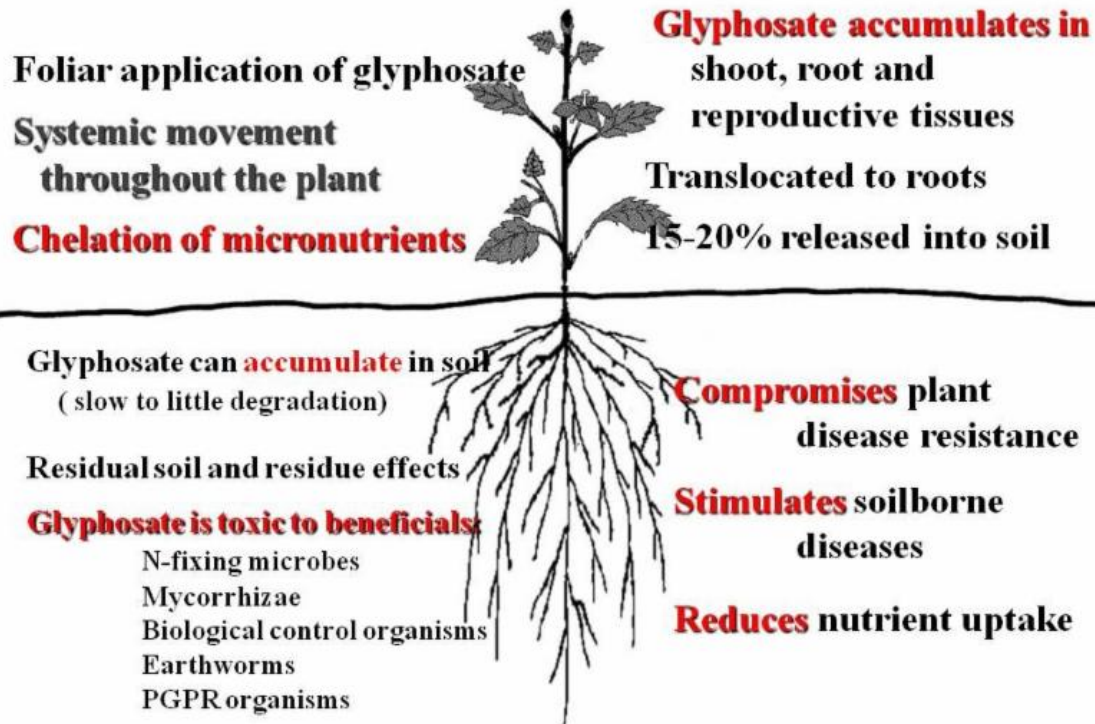 Foliar application of glyphosate
Systemic movement
throughout the plant
Chelation of micronutrients
Glyphosate accumulates in
shoot, root and
reproductive tissues
Translocated to roots
15-20% released into soil
Glyphosate can accumulate in soil
( slow to little degradation)
Residual soil and residue effects
Glyphosate is toxic to beneficials:
N-fixing microbes
Mycorrhizae
Biological control organisms
Earthworms
PGPR organisms
Compromises plant
disease resistance
Stimulates soilborne
diseases
Reduces nutrient uptake